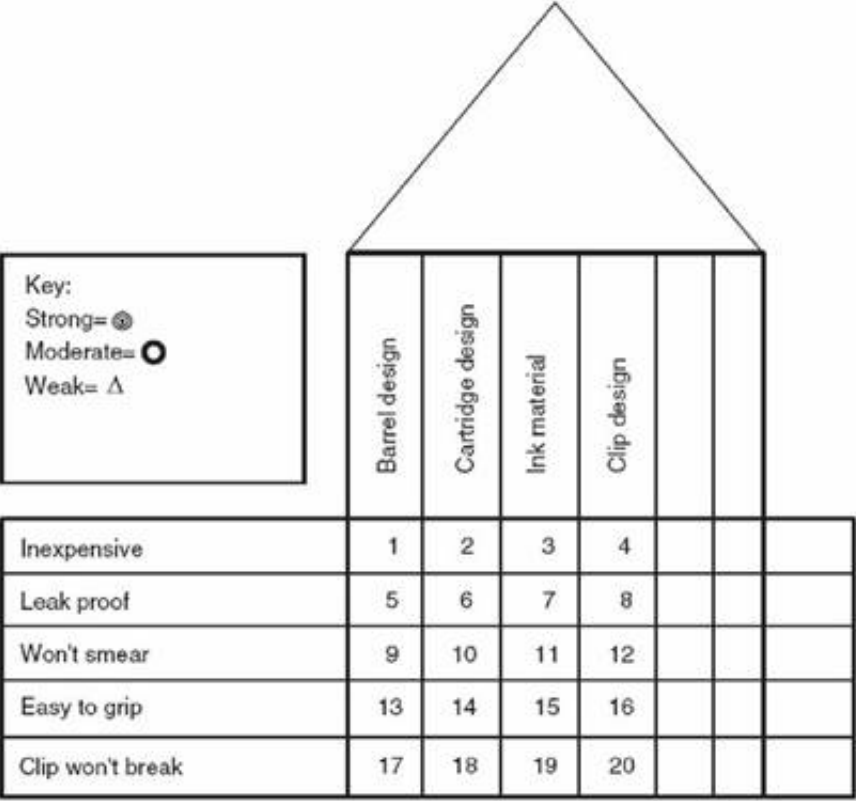 Key:
Strong=
Moderate=
Weak= Δ
Barrel design
Cartridge design
Ink material
Clip design
Inexpensive 1 2 3 4
Leak proof 5 6 7 8
Won't smear 9 10 11 12
Easy to grip 13 14 15 16
Clip won't break 17 18 19 20